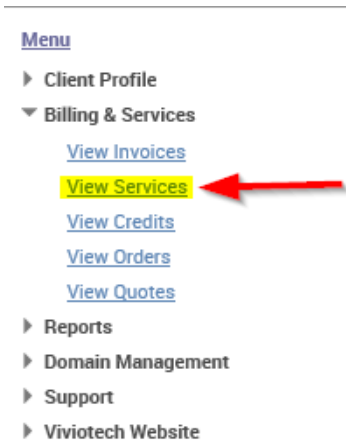 Menu
Client Profile
Billing & Services
View Invoices
View Services
View Credits
View Orders
View Quotes
Reports
Domain Management
Support
Viviotech Website